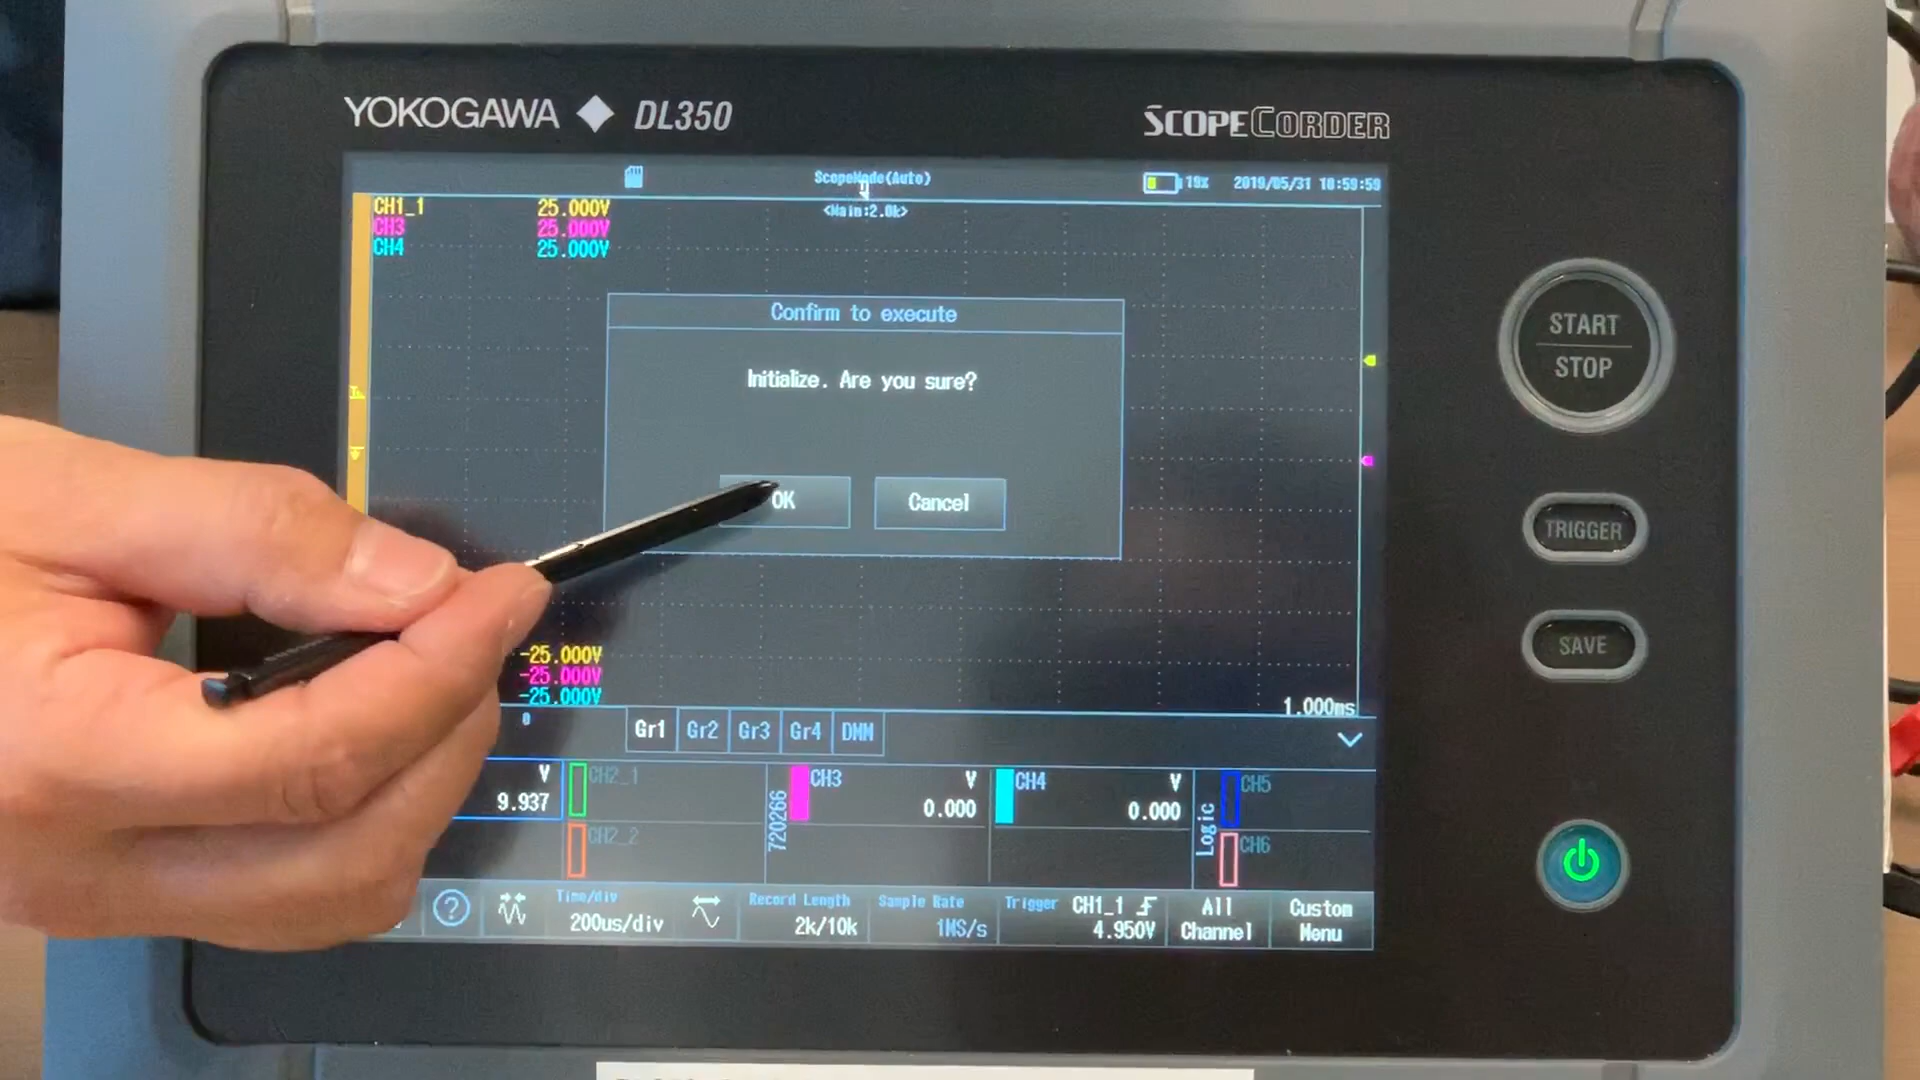 YOKOGAWA ◆ DL350
SCOPECORDER
ScopeMode(Auto)
19%
2019/05/31 10:59:59
<Main:2.0k>
CH1_1 25.000V
CH3 25.000V
CH4 25.000V
Confirm to execute
Initialize. Are you sure?
OK
Cancel
START
STOP
TRIGGER
SAVE
-25.000V
-25.000V
-25.000V
0
1.000ms
Gr1 Gr2 Gr3 Gr4 DMM
V
9.937
CH2_1
CH2_2
720266
CH3 V
0.000
CH4 V
0.000
Logic
CH5
CH6
Time/div
200us/div
Record Length
2k/10k
Sample Rate
1MS/s
Trigger CH1_1
4.950V
All
Channel
Custom
Menu